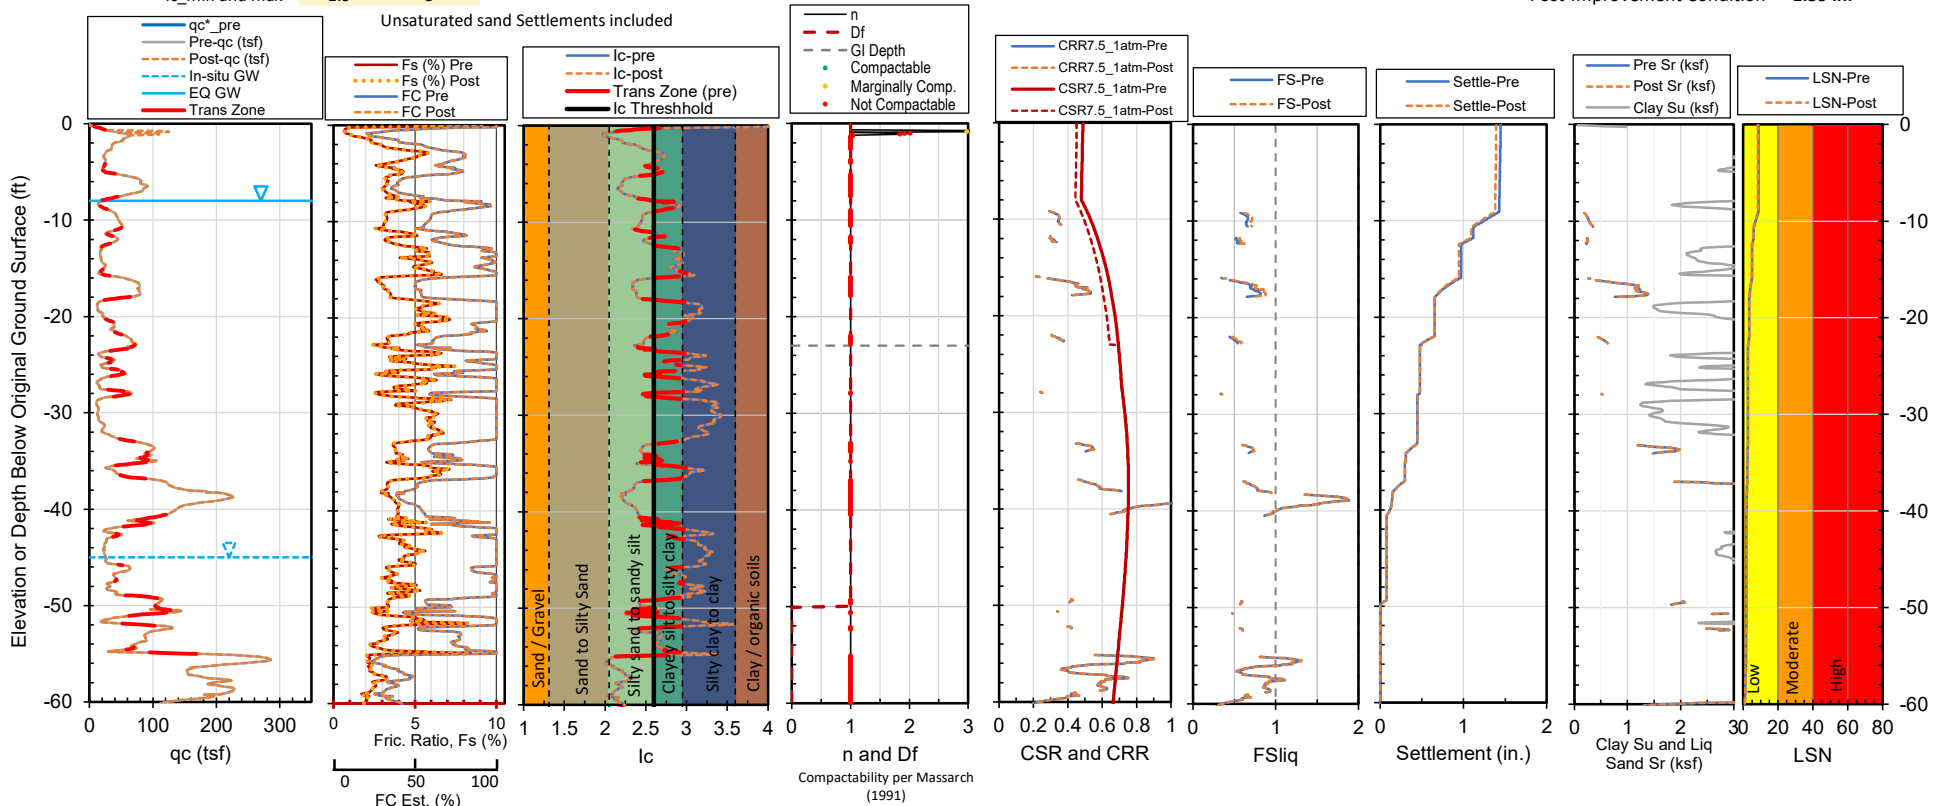 Unsaturated sand Settlements included
qc*_pre
Pre-qc (tsf)
Post-qc (tsf)
In-situ GW
EQ GW
Trans Zone
Fs (%) Pre
Fs (%) Post
FC Pre
FC Post
Ic-pre
Ic-post
Trans Zone (pre)
Ic Threshhold
n
Df
GI Depth
Compactable
Marginally Comp.
Not Compactable
CRR7.5_1atm-Pre
CRR7.5_1atm-Post
CSR7.5_1atm-Pre
CSR7.5_1atm-Post
FS-Pre
FS-Post
Settle-Pre
Settle-Post
Pre Sr (ksf)
Post Sr (ksf)
Clay Su (ksf)
LSN-Pre
LSN-Post
Elevation or Depth Below Original Ground Surface (ft)
0
-10
-20
-30
-40
-50
-60
0 100 200 300
qc (tsf)
0 5 10
Fric. Ratio, Fs (%)
0 50 100
FC Est. (%)
Sand / Gravel
Sand to Silty Sand
Silty sand to sandy silt
Clayey silt to silty clay
Silty clay to clay
Clay / organic soils
1 1.5 2 2.5 3 3.5 4
Ic
0 1 2 3
n and Df
Compactability per Massarch
(1991)
0 0.2 0.4 0.6 0.8 1
CSR and CRR
0 1 2
FSliq
0 1 2
Settlement (in.)
0 1 2 3
Clay Su and Liq
Sand Sr (ksf)
Low
Moderate
High
0 20 40 60 80
LSN
0
-10
-20
-30
-40
-50
-60